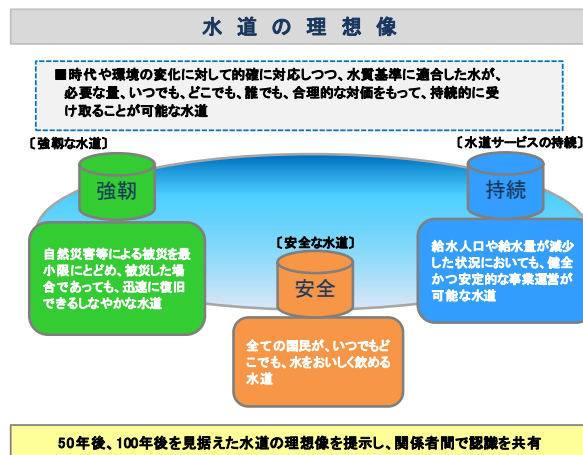 水道の理想像
■時代や環境の変化に対して的確に対応しつつ、水質基準に適合した水が、
必要な量、いつでも、どこでも、誰でも、合理的な対価をもって、持続的に受
け取ることが可能な水道
〔強靭な水道〕
強靭
自然災害等による被災を最
小限にとどめ、被災した場
合であっても、迅速に復旧
できるしなやかな水道
〔安全な水道〕
安全
全ての国民が、いつでもど
こでも、水をおいしく飲める
水道
〔水道サービスの持続〕
持続
給水人口や給水量が減少
した状況においても、健全
かつ安定的な事業運営が
可能な水道
50年後、100年後を見据えた水道の理想像を提示し、関係者間で認識を共有